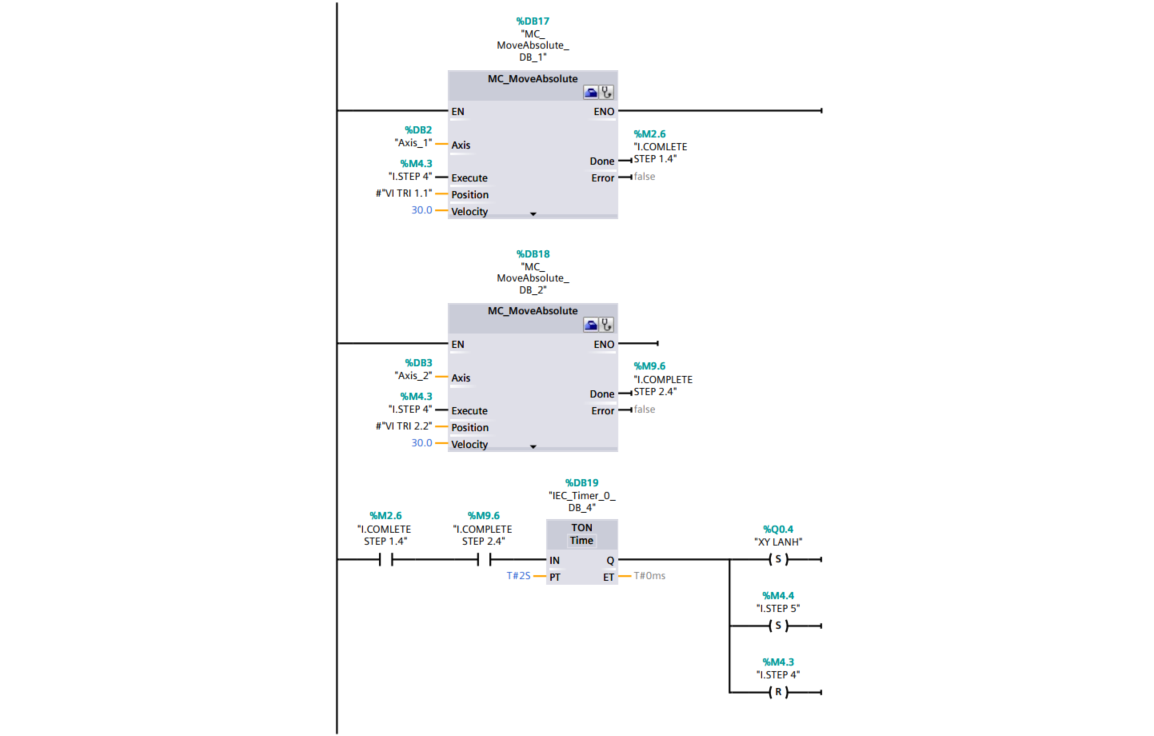 %DB17
"MC_
MoveAbsolute_
DB_1"
MC_MoveAbsolute
EN
ENO
%DB2
"Axis_1"
Axis
%M2.6
"I.COMLETE
STEP 1.4"
Done
%M4.3
"I.STEP 4"
Execute
Error
false
#"VI TRI 1.1"
Position
30.0
Velocity
%DB18
"MC_
MoveAbsolute_
DB_2"
MC_MoveAbsolute
EN
ENO
%DB3
"Axis_2"
Axis
%M9.6
"I.COMPLETE
STEP 2.4"
Done
%M4.3
"I.STEP 4"
Execute
Error
false
#"VI TRI 2.2"
Position
30.0
Velocity
%DB19
"IEC_Timer_0_
DB_4"
%M2.6
"I.COMLETE
STEP 1.4"
%M9.6
"I.COMPLETE
STEP 2.4"
TON
Time
IN
Q
T#2S
PT
ET
T#0ms
%Q0.4
"XY LANH"
S
%M4.4
"I.STEP 5"
S
%M4.3
"I.STEP 4"
R